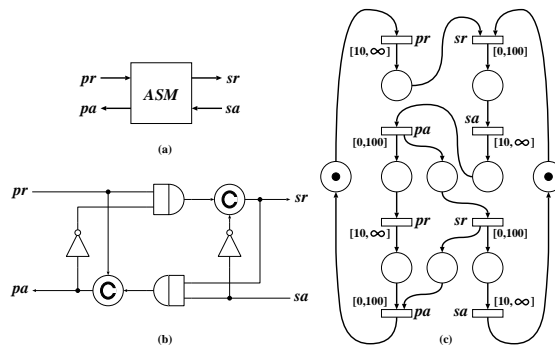 pr
ASM
sr
pa
sa
(a)
pr
C
sr
pa
C
sa
(b)
pr
sr
[10,∞]
[0,100]
sa
[0,100]
pa
[10,∞]
pr
sr
[10,∞]
[0,100]
[0,100]
pa
sa
[10,∞]
(c)